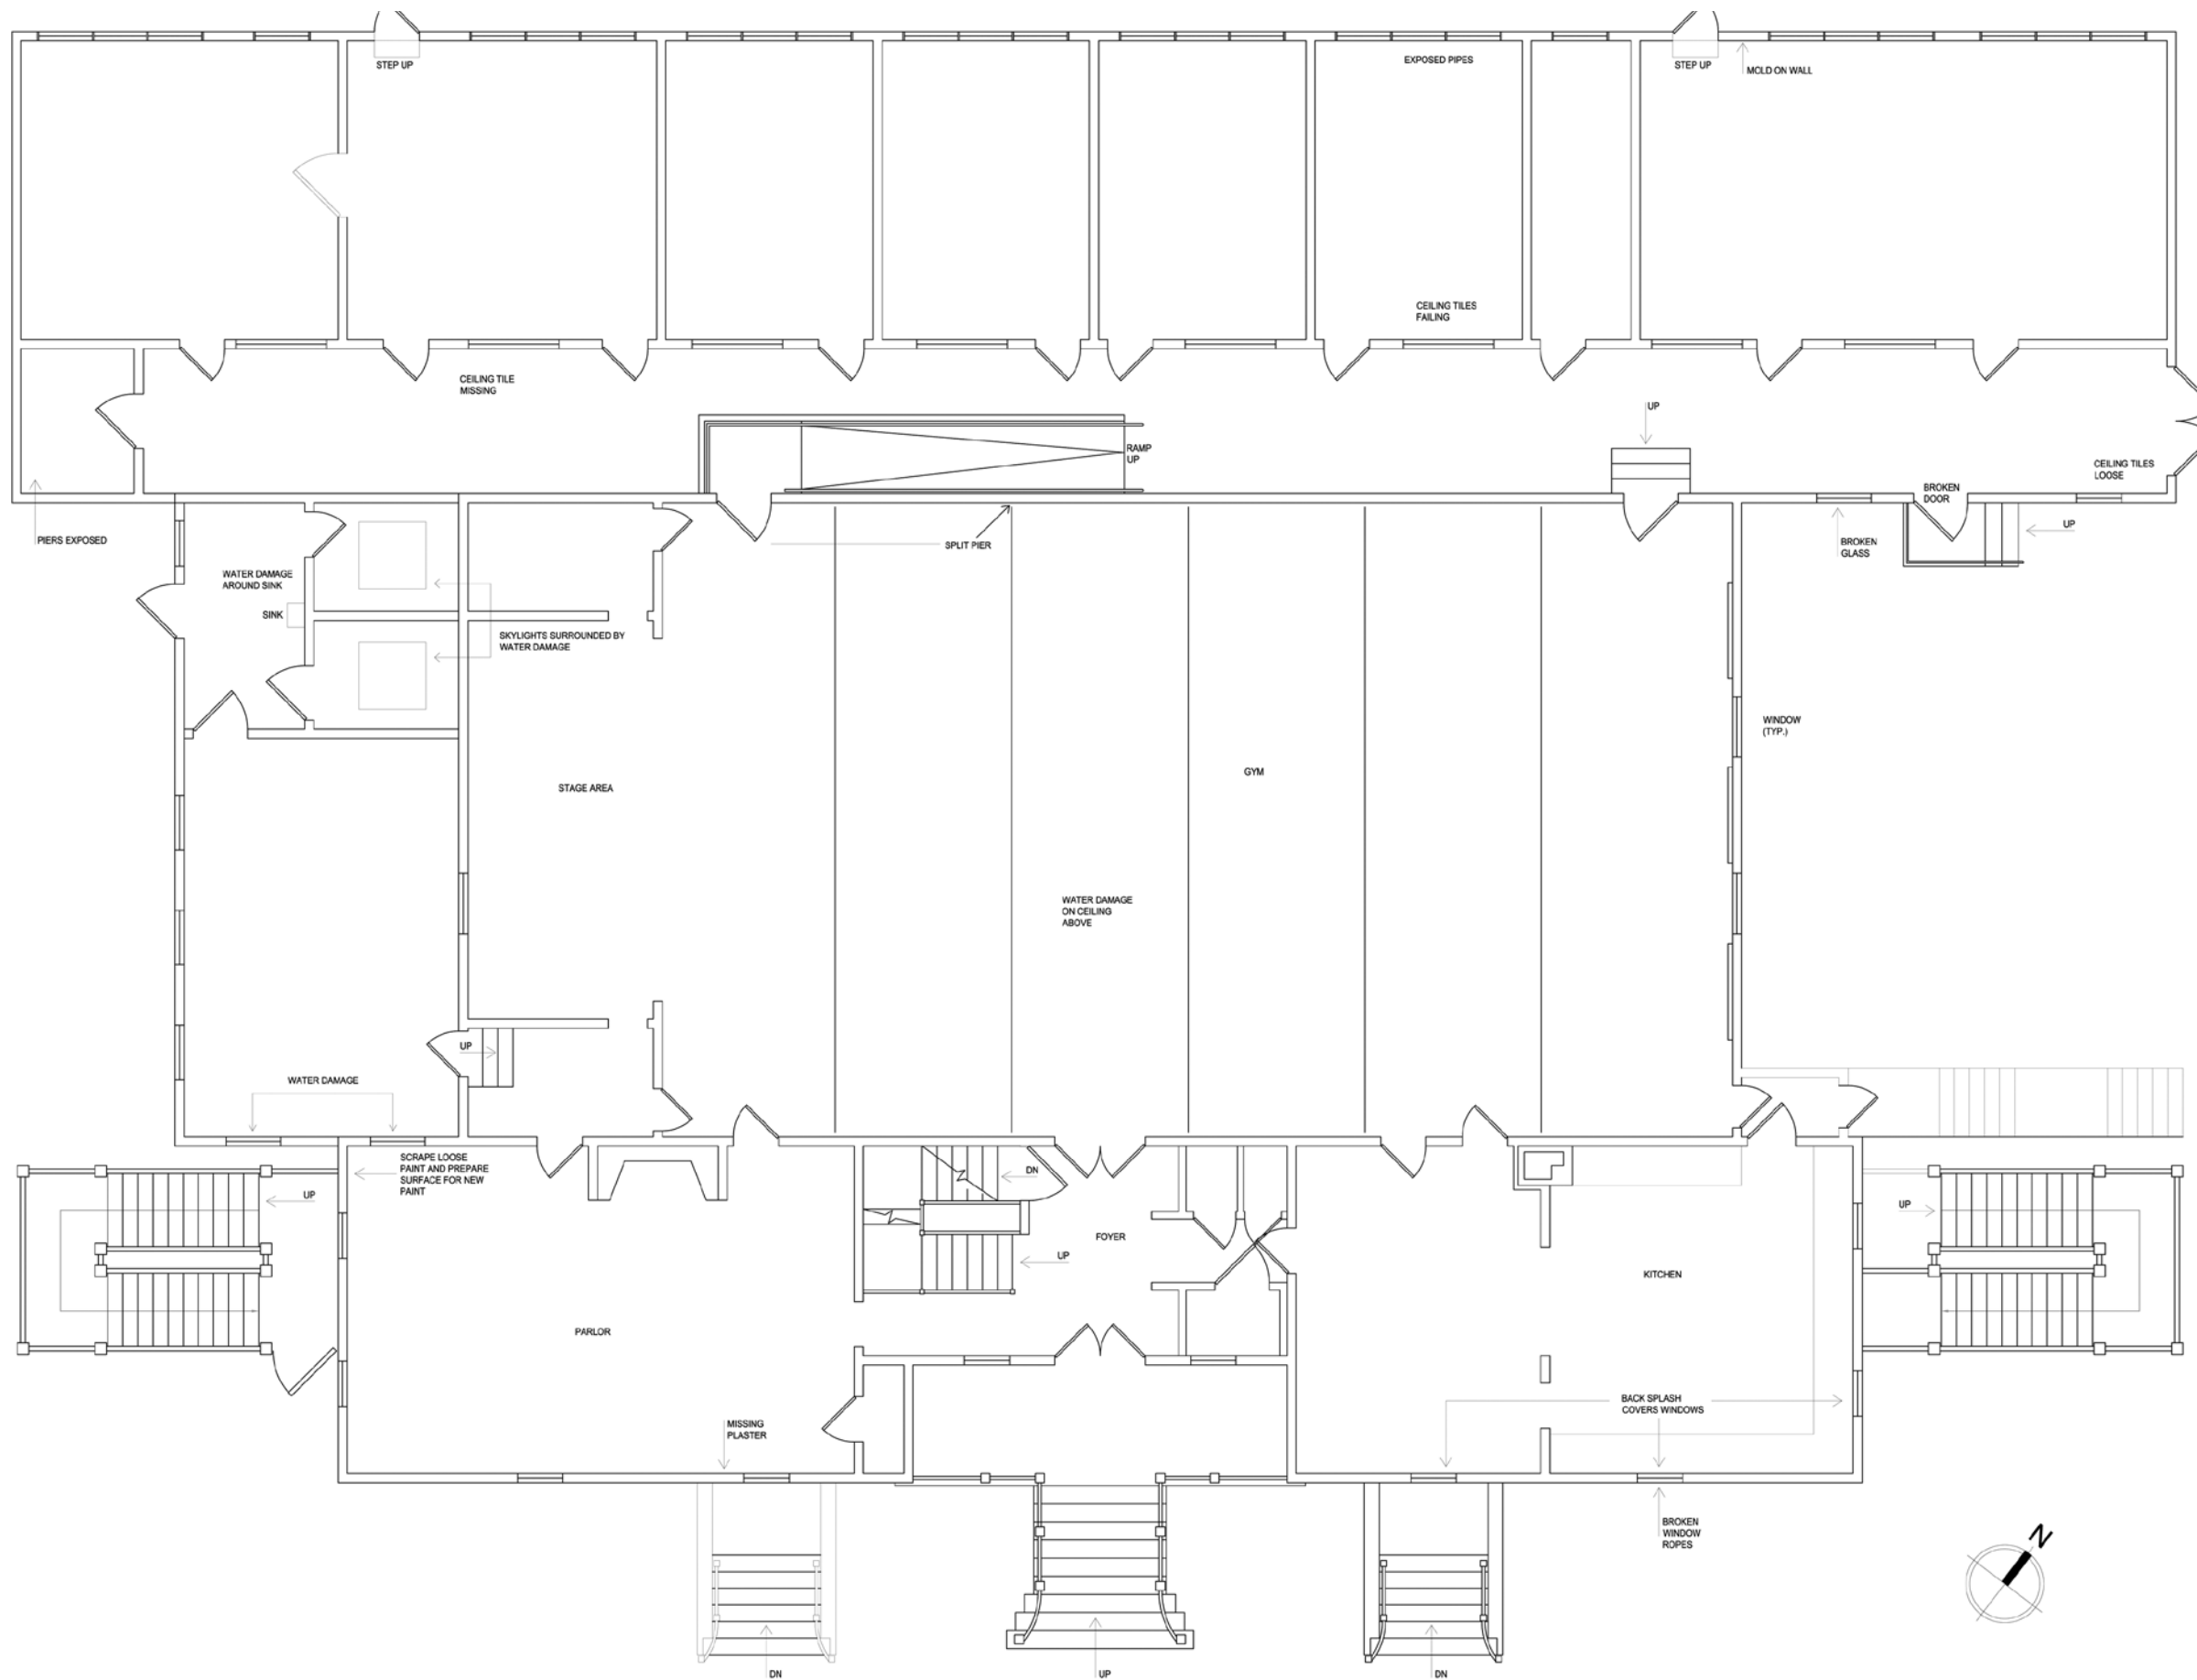 STEP UP
EXPOSED PIPES
STEP UP
MOLD ON WALL
CEILING TILES
FAILING
CEILING TILE
MISSING
UP
RAMP
UP
CEILING TILES
LOOSE
BROKEN
DOOR
UP
PIERS EXPOSED
SPLIT PIER
BROKEN
GLASS
WATER DAMAGE
AROUND SINK
SINK
SKYLIGHTS SURROUNDED BY
WATER DAMAGE
WINDOW
(TYP.)
GYM
STAGE AREA
WATER DAMAGE
ON CEILING
ABOVE
UP
WATER DAMAGE
SCRAPE LOOSE
PAINT AND PREPARE
SURFACE FOR NEW
PAINT
UP
DN
UP
FOYER
UP
KITCHEN
PARLOR
BACK SPLASH
COVERS WINDOWS
MISSING
PLASTER
BROKEN
WINDOW
ROPES
N
DN
UP
DN